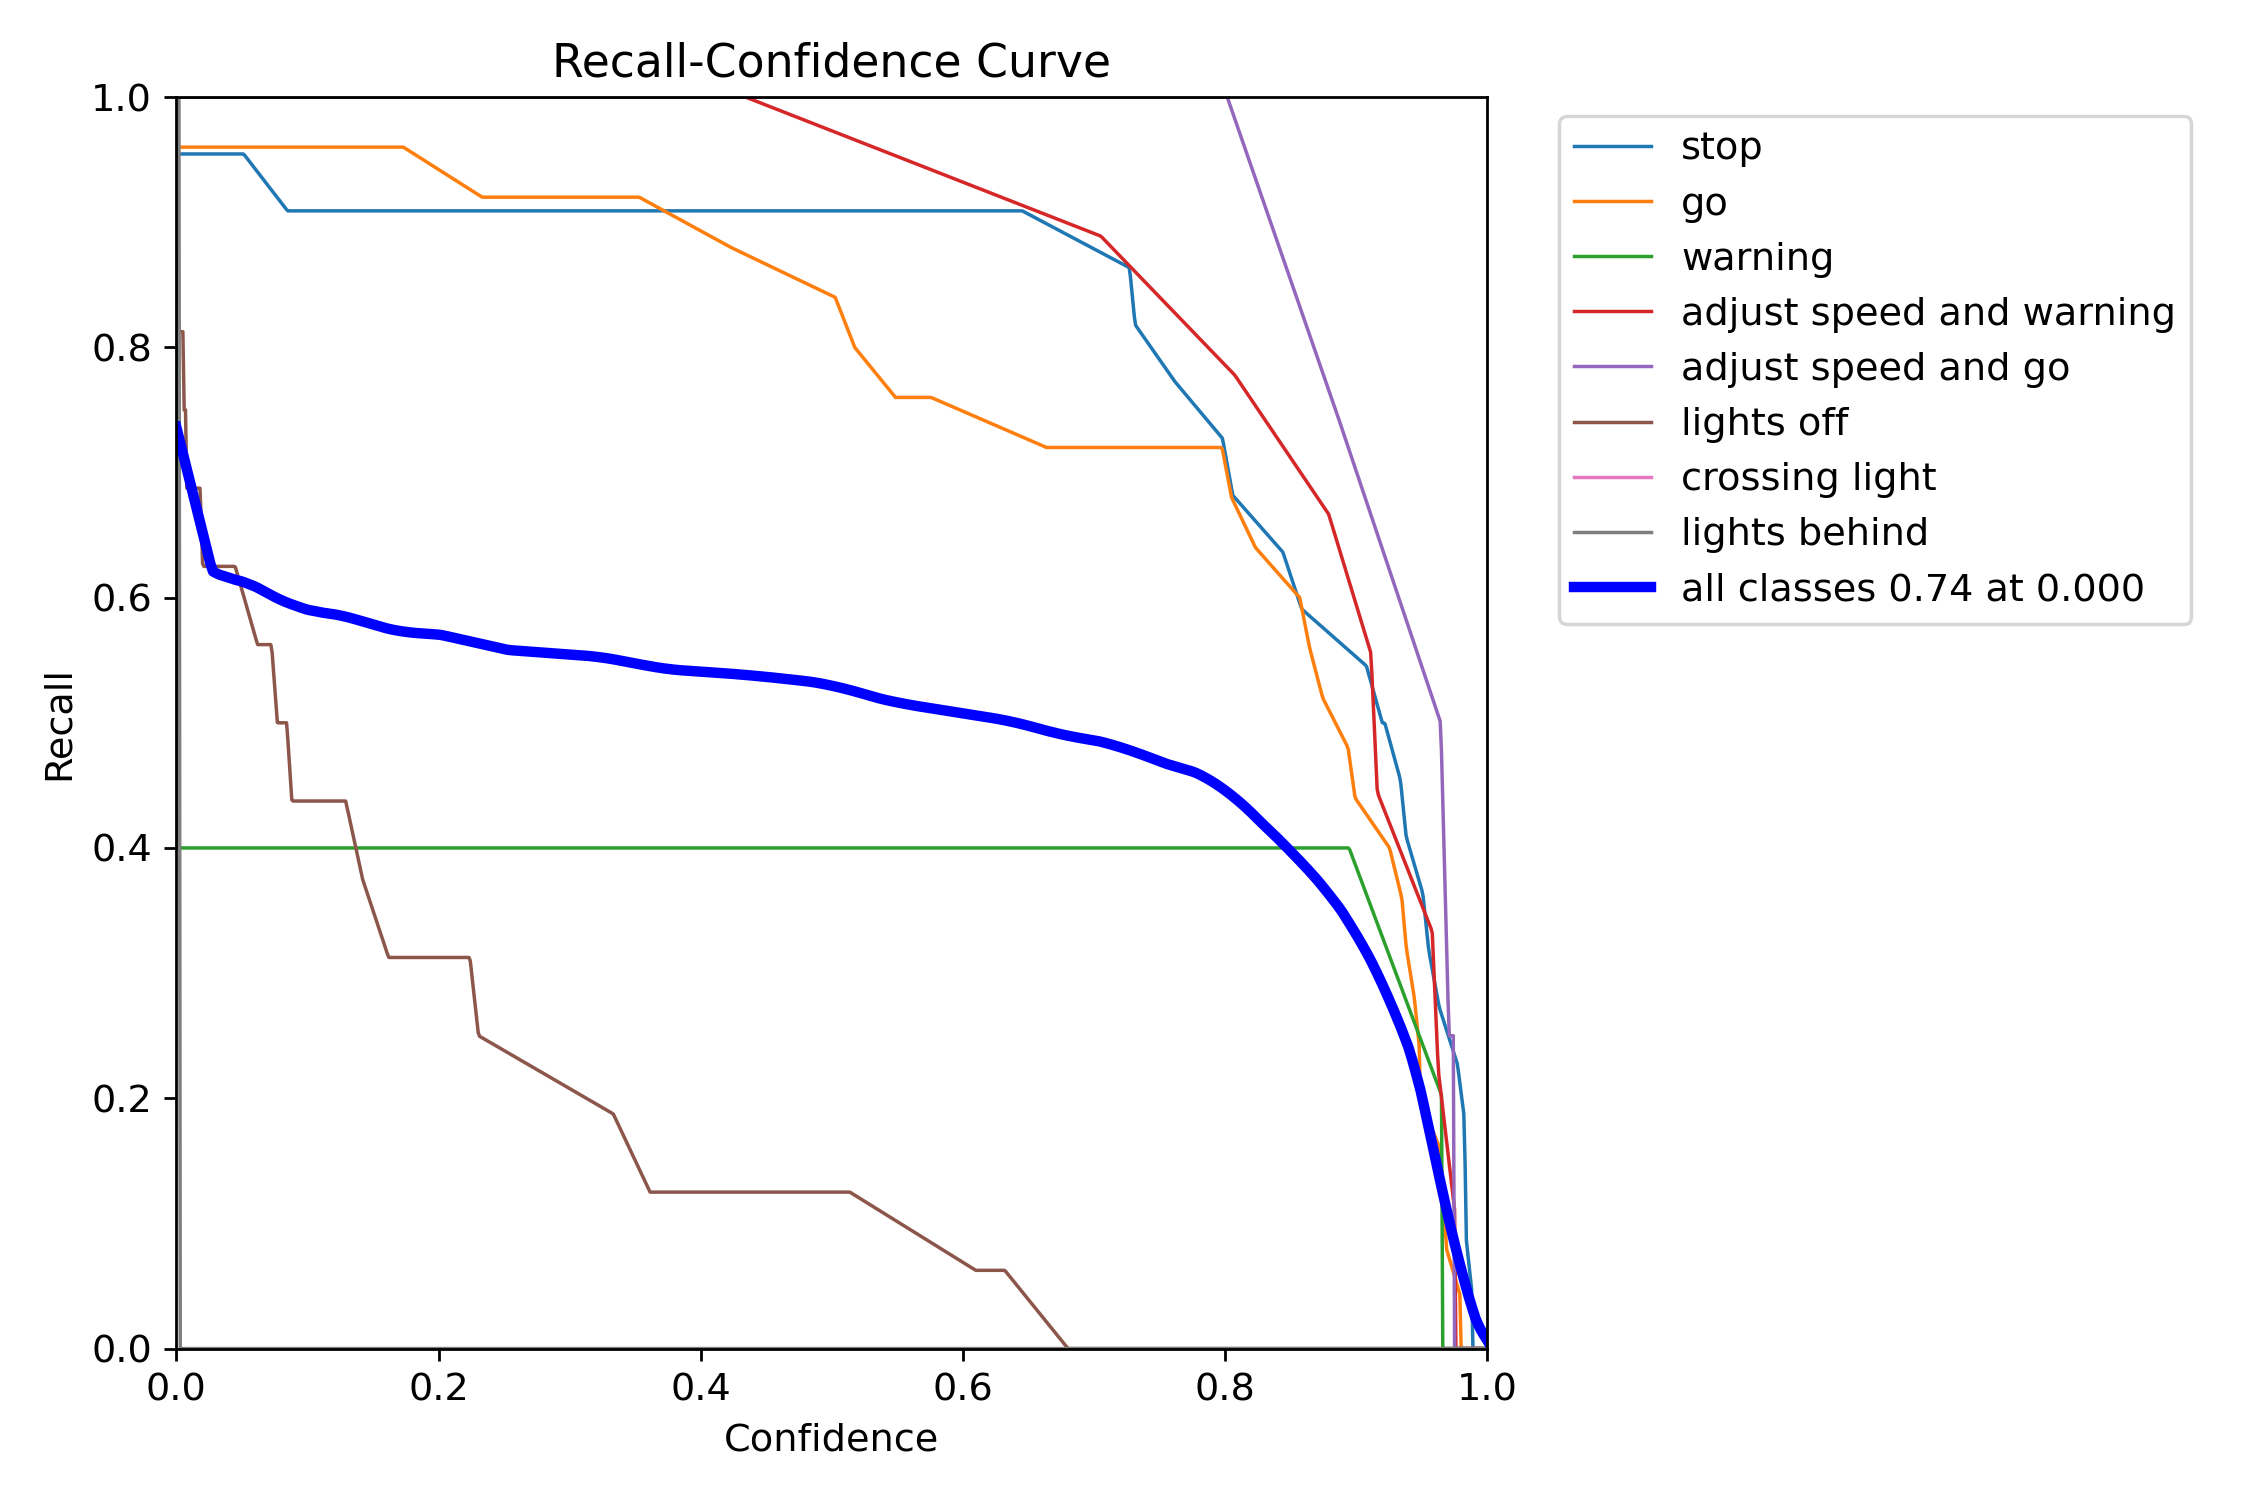 Recall-Confidence Curve
1.0
0.8
0.6
0.4
0.2
0.0
Recall
0.0 0.2 0.4 0.6 0.8 1.0
Confidence
stop
go
warning
adjust speed and warning
adjust speed and go
lights off
crossing light
lights behind
all classes 0.74 at 0.000